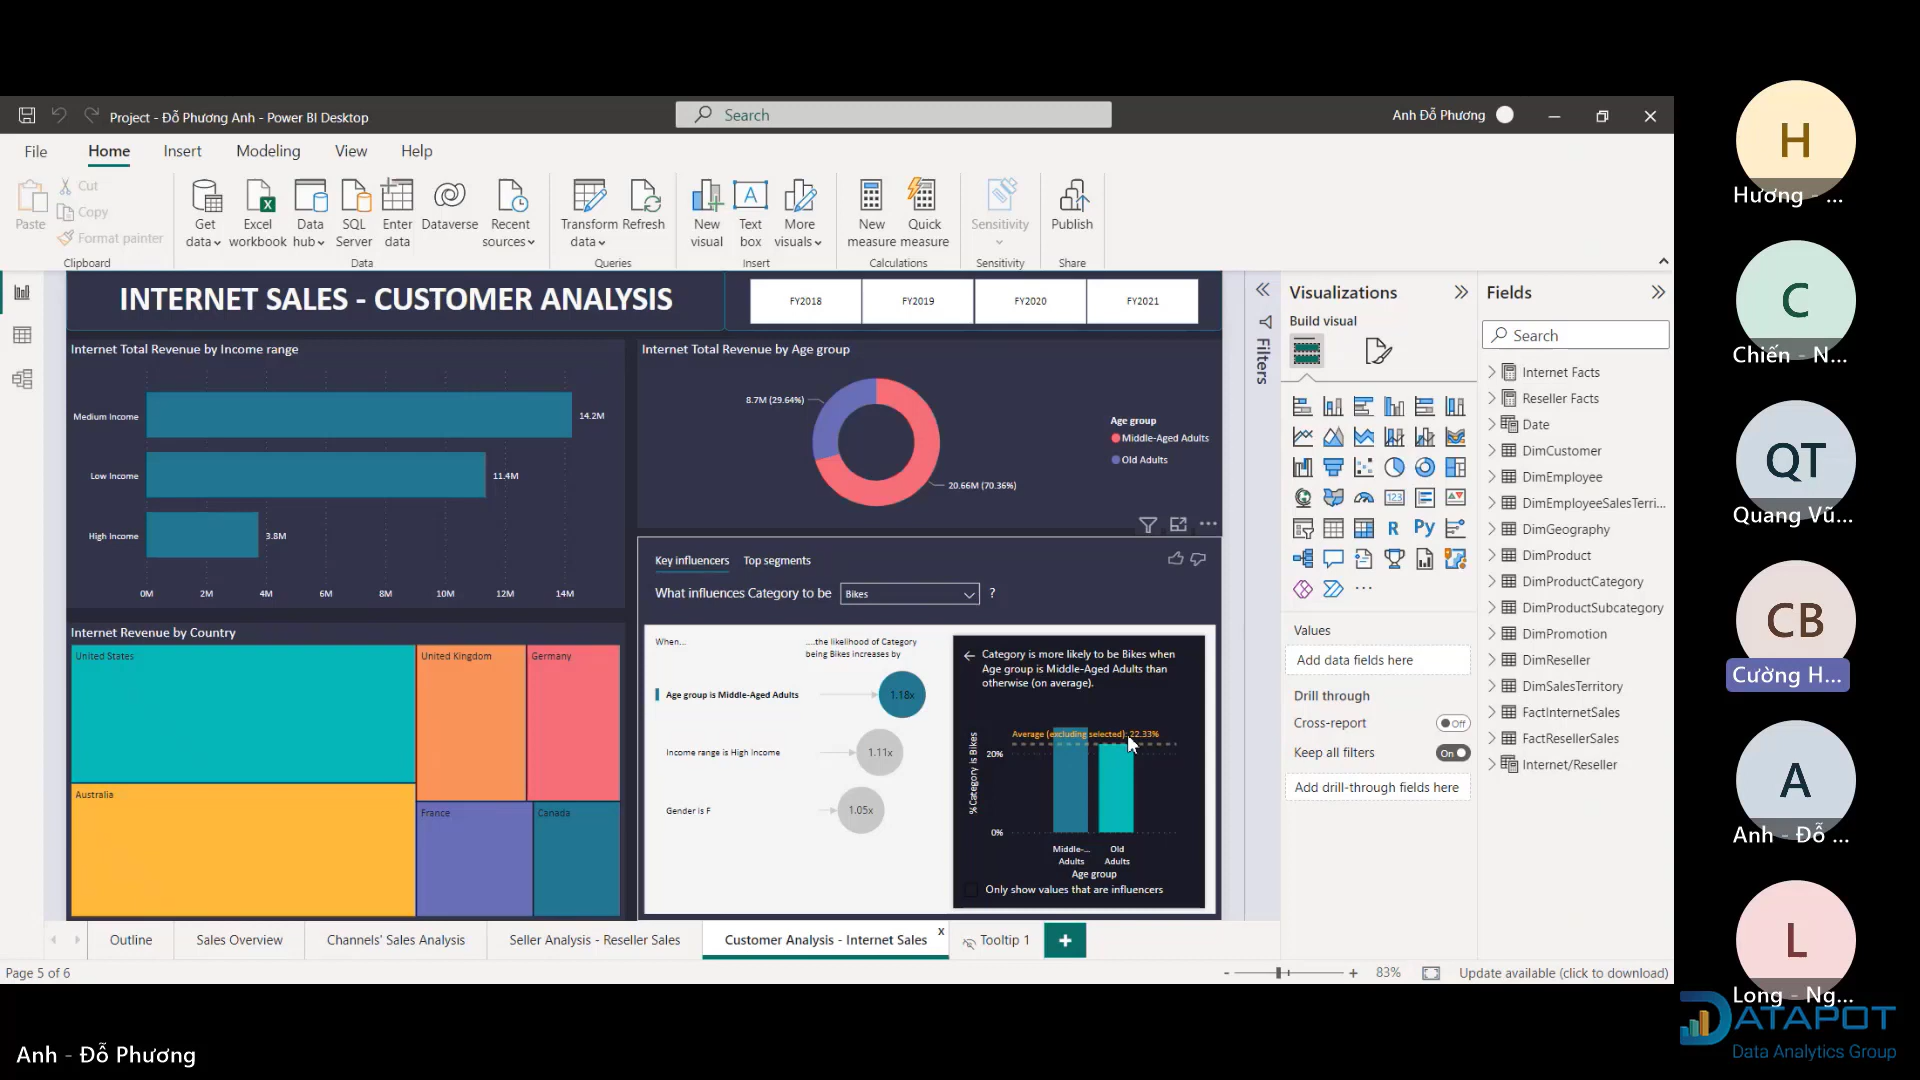 Project - Đỗ Phương Anh - Power BI Desktop
Search
Anh Đỗ Phương
File
Home
Insert
Modeling
View
Help
Paste
Cut
Copy
Format painter
Get data
Excel workbook
Data hub
SQL Server
Enter data
Dataverse
Recent sources
Transform data
Refresh
New visual
Text box
More visuals
New measure
Quick measure
Sensitivity
Publish
Clipboard
Data
Queries
Insert
Calculations
Sensitivity
Share
INTERNET SALES - CUSTOMER ANALYSIS
FY2018
FY2019
FY2020
FY2021
Internet Total Revenue by Income range
Medium Income
14.2M
Low Income
11.4M
High Income
3.8M
0M
2M
4M
6M
8M
10M
12M
14M
Internet Total Revenue by Age group
8.7M (29.64%)
20.66M (70.36%)
Age group
Middle-Aged Adults
Old Adults
Internet Revenue by Country
United States
United Kingdom
Germany
Australia
France
Canada
Key influencers
Top segments
What influences Category to be
Bikes
?
When...
....the likelihood of Category
being Bikes increases by
Age group is Middle-Aged Adults
1.18x
Income range is High Income
1.11x
Gender is F
1.05x
Category is more likely to be Bikes when
Age group is Middle-Aged Adults than
otherwise (on average).
Average (excluding selected): 22.33%
%Category is Bikes
20%
0%
Middle-... Adults
Old Adults
Age group
Only show values that are influencers
Filters
Visualizations
Build visual
123
R
Py
Values
Add data fields here
Drill through
Cross-report
Off
Keep all filters
On
Add drill-through fields here
Fields
Search
Internet Facts
Reseller Facts
Date
DimCustomer
DimEmployee
DimEmployeeSalesTerri...
DimGeography
DimProduct
DimProductCategory
DimProductSubcategory
DimPromotion
DimReseller
DimSalesTerritory
FactInternetSales
FactResellerSales
Internet/Reseller
Outline
Sales Overview
Channels' Sales Analysis
Seller Analysis - Reseller Sales
Customer Analysis - Internet Sales
x
Tooltip 1
+
Page 5 of 6
- + 83%
Update available (click to download)
Anh - Đỗ Phương
H
Hương - ...
C
Chiến - N...
QT
Quang Vũ...
CB
Cường H...
A
Anh - Đỗ ...
L
Long - Ng...
DATAPOT
Data Analytics Group